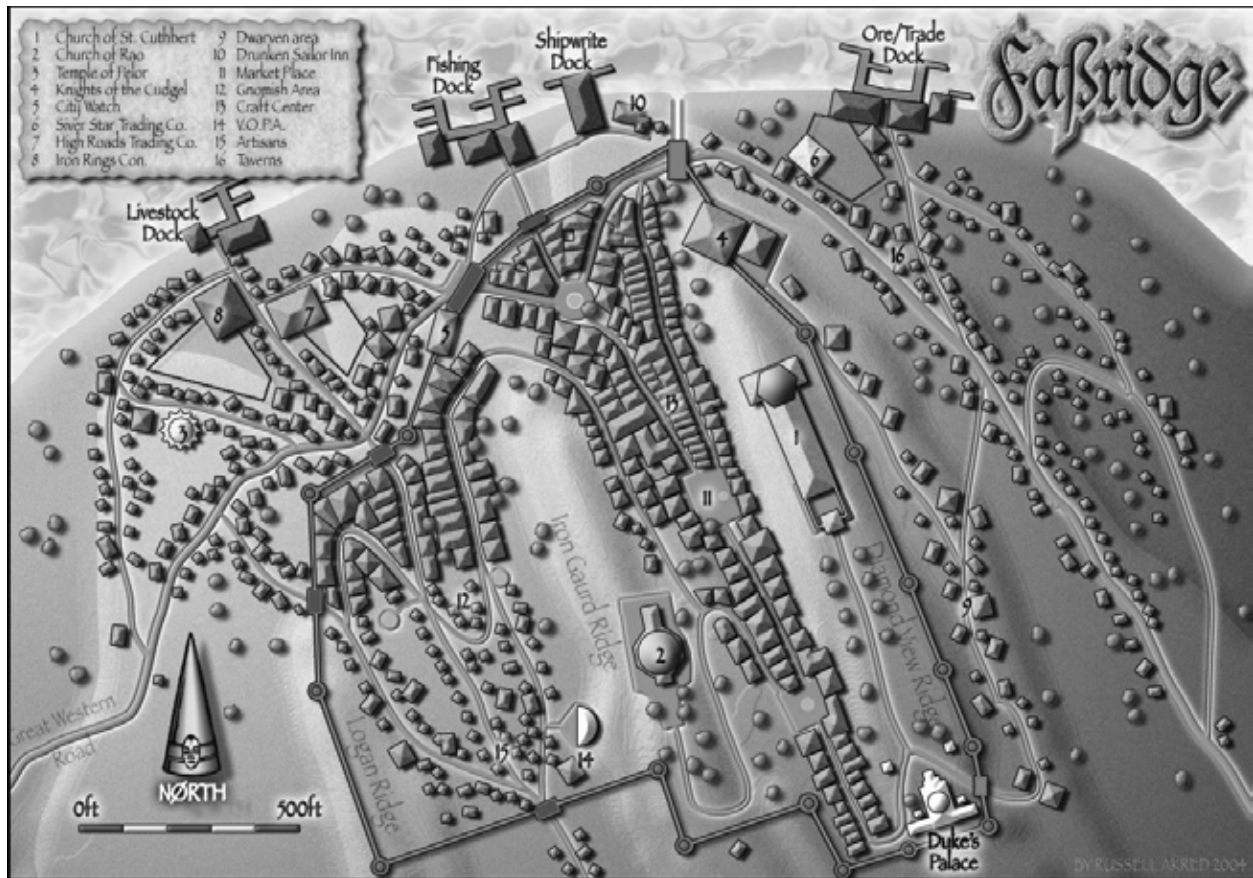 1 Church of St. Cuthbert
2 Church of Rao
3 Temple of Pelor
4 Knights of the Cudgel
5 City Watch
6 Siver Star Trading Co.
7 High Roads Trading Co.
8 Iron Rings Con.
9 Dwarven area
10 Drunken Sailor Inn
11 Market Place
12 Gnomish Area
13 Craft Center
14 V.O.P.A.
15 Artisans
16 Taverns
Faßridge
Shipwrite
Dock
Ore/Trade
Dock
Fishing
Dock
Livestock
Dock
10
6
4
16
8
7
5
3
13
1
11
Iron Gaurd Ridge
Diamond View Ridge
12
9
2
Great Western
Road
Logan Ridge
15
14
NØRTH
0ft
500ft
Duke's
Palace
BY RUSSELL AKRED 2004